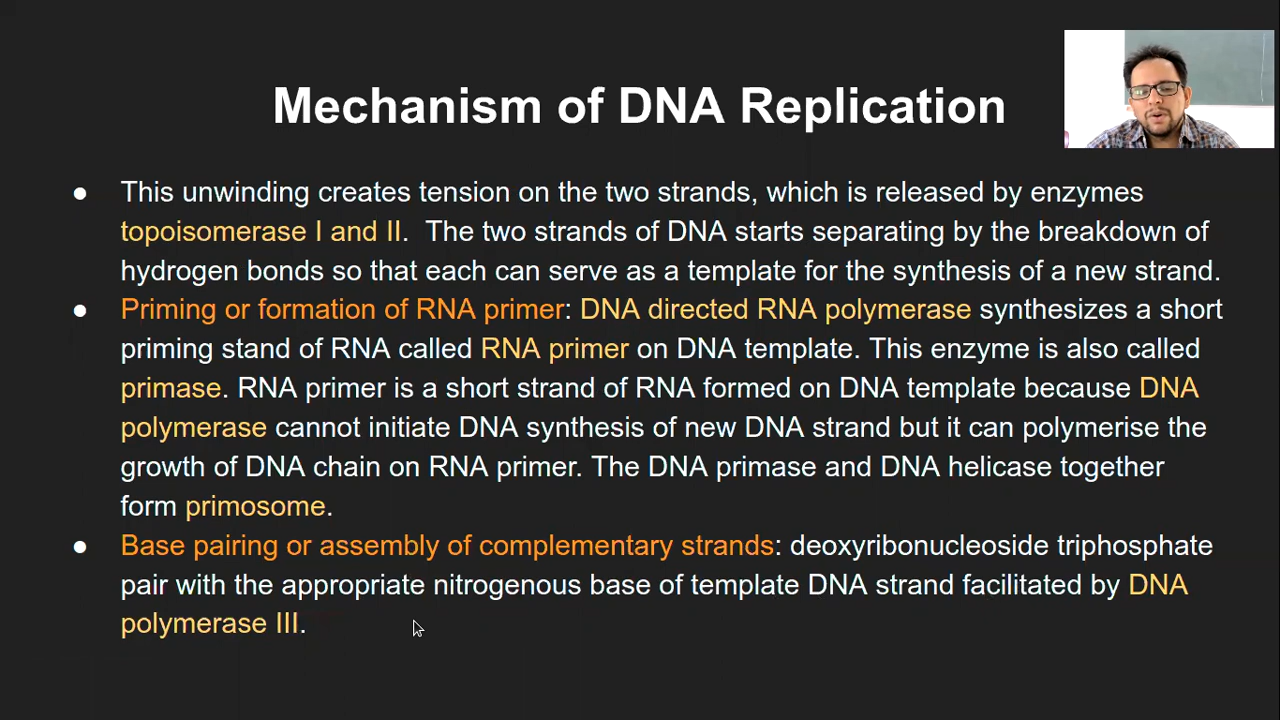 Mechanism of DNA Replication
● This unwinding creates tension on the two strands, which is released by enzymes
topoisomerase I and II. The two strands of DNA starts separating by the breakdown of
hydrogen bonds so that each can serve as a template for the synthesis of a new strand.
● Priming or formation of RNA primer: DNA directed RNA polymerase synthesizes a short
priming stand of RNA called RNA primer on DNA template. This enzyme is also called
primase. RNA primer is a short strand of RNA formed on DNA template because DNA
polymerase cannot initiate DNA synthesis of new DNA strand but it can polymerise the
growth of DNA chain on RNA primer. The DNA primase and DNA helicase together
form primosome.
● Base pairing or assembly of complementary strands: deoxyribonucleoside triphosphate
pair with the appropriate nitrogenous base of template DNA strand facilitated by DNA
polymerase III.